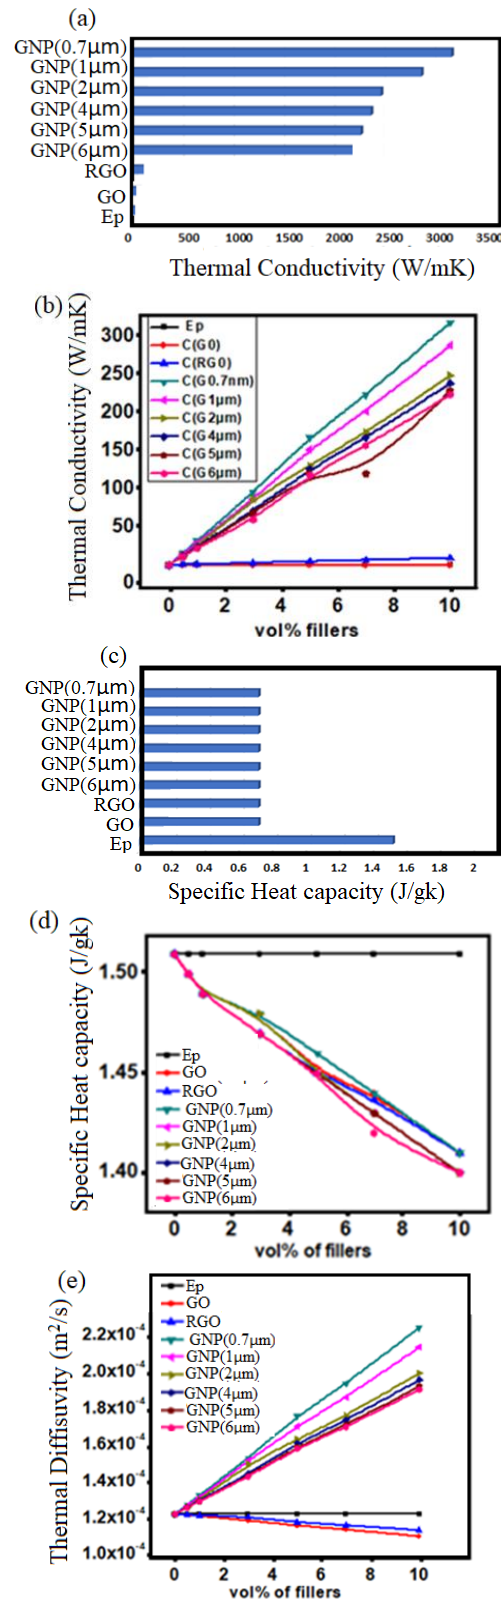 (a)
GNP(0.7μm)
GNP(1μm)
GNP(2μm)
GNP(4μm)
GNP(5μm)
GNP(6μm)
RGO
GO
Ep
0 500 1000 1500 2000 2500 3000 3500
Thermal Conductivity (W/mK)
(b)
Thermal Conductivity (W/mK)
300
250
200
150
100
50
0
Ep
C(G0)
C(RG0)
C(G0.7nm)
C(G1μm)
C(G2μm)
C(G4μm)
C(G5μm)
C(G6μm)
0 2 4 6 8 10
vol% fillers
(c)
GNP(0.7μm)
GNP(1μm)
GNP(2μm)
GNP(4μm)
GNP(5μm)
GNP(6μm)
RGO
GO
Ep
0 0.2 0.4 0.6 0.8 1 1.2 1.4 1.6 1.8 2
Specific Heat capacity (J/gk)
(d)
Specific Heat capacity (J/gk)
1.50
1.45
1.40
Ep
GO
RGO
GNP(0.7μm)
GNP(1μm)
GNP(2μm)
GNP(4μm)
GNP(5μm)
GNP(6μm)
0 2 4 6 8 10
vol% of fillers
(e)
Thermal Diffisuvity (m²/s)
2.2x10⁻⁴
2.0x10⁻⁴
1.8x10⁻⁴
1.6x10⁻⁴
1.4x10⁻⁴
1.2x10⁻⁴
1.0x10⁻⁴
Ep
GO
RGO
GNP(0.7μm)
GNP(1μm)
GNP(2μm)
GNP(4μm)
GNP(5μm)
GNP(6μm)
0 2 4 6 8 10
vol% of fillers